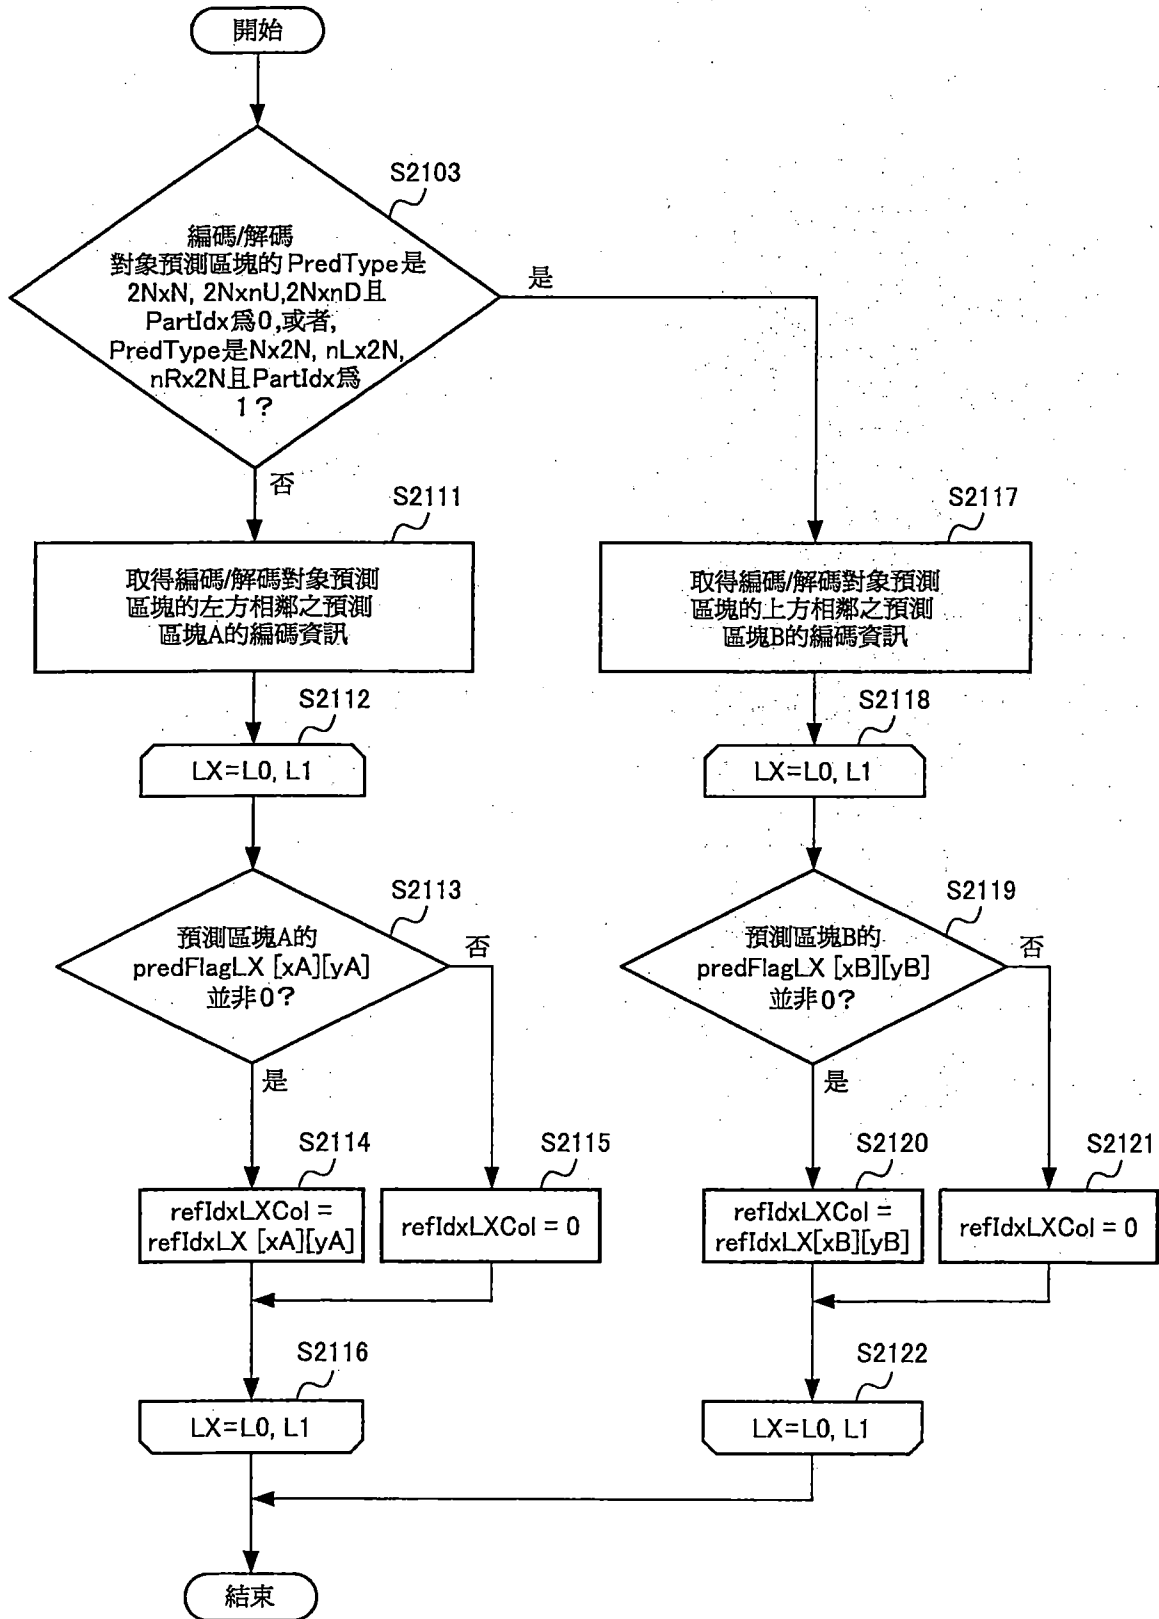 開始
S2103
編碼/解碼
對象預測區塊的 PredType是
2NxN, 2NxnU,2NxnD且
PartIdx爲0,或者,
PredType是Nx2N, nLx2N,
nRx2N且PartIdx爲
1？
是
否
S2111
取得編碼/解碼對象預測
區塊的左方相鄰之預測
區塊A的編碼資訊
S2117
取得編碼/解碼對象預測
區塊的上方相鄰之預測
區塊B的編碼資訊
S2112
LX=L0, L1
S2118
LX=L0, L1
S2113
預測區塊A的
predFlagLX [xA][yA]
並非0？
否
是
S2119
預測區塊B的
predFlagLX [xB][yB]
並非0？
否
是
S2114
refIdxLXCol =
refIdxLX [xA][yA]
S2115
refIdxLXCol = 0
S2120
refIdxLXCol =
refIdxLX[xB][yB]
S2121
refIdxLXCol = 0
S2116
LX=L0, L1
S2122
LX=L0, L1
結束